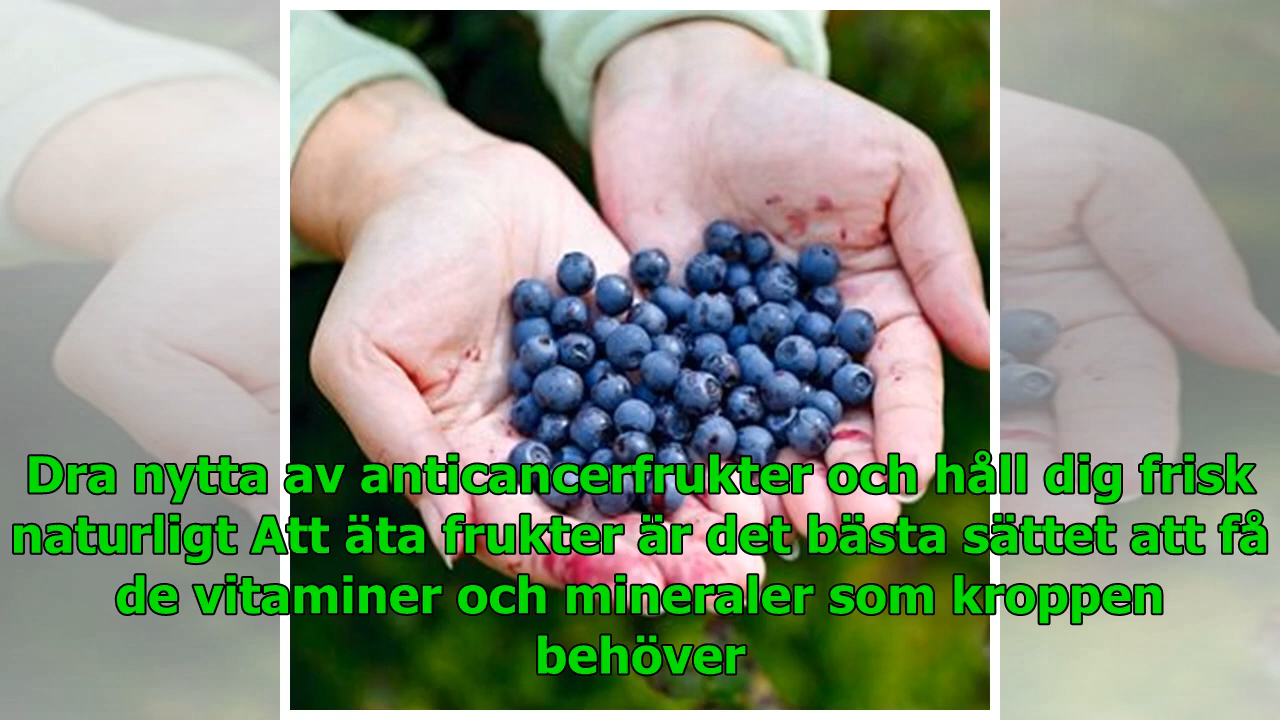 Dra nytta av anticancerfrukter och håll dig frisk
naturligt Att äta frukter är det bästa sättet att få
de vitaminer och mineraler som kroppen
behöver